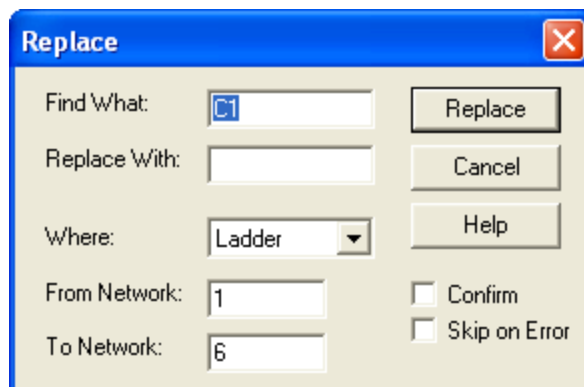 Replace
Find What: C1 Replace
Replace With: Cancel
Where: Ladder Help
From Network: 1 Confirm
Skip on Error
To Network: 6